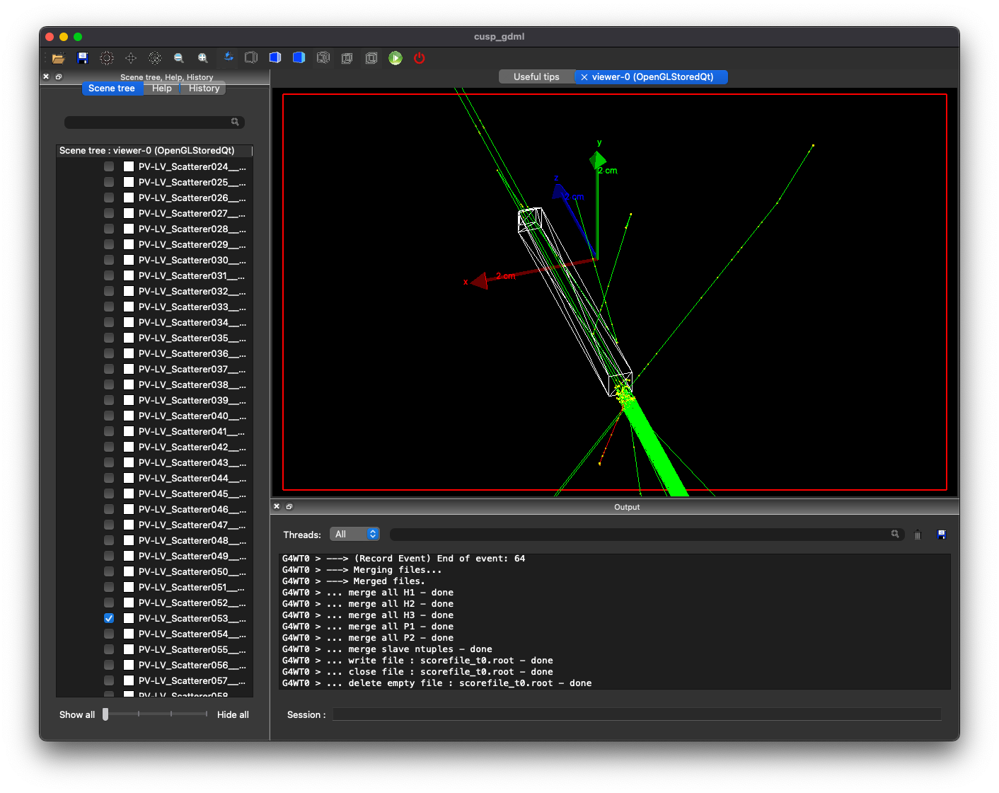 cusp_gdml
Scene tree, Help, History
Scene tree
Help
History
Scene tree : viewer-0 (OpenGLStoredQt)
PV-LV_Scatterer024__...
PV-LV_Scatterer025__...
PV-LV_Scatterer026__...
PV-LV_Scatterer027__...
PV-LV_Scatterer028__...
PV-LV_Scatterer029__...
PV-LV_Scatterer030__...
PV-LV_Scatterer031__...
PV-LV_Scatterer032__...
PV-LV_Scatterer033__...
PV-LV_Scatterer034__...
PV-LV_Scatterer035__...
PV-LV_Scatterer036__...
PV-LV_Scatterer037__...
PV-LV_Scatterer038__...
PV-LV_Scatterer039__...
PV-LV_Scatterer040__...
PV-LV_Scatterer041__...
PV-LV_Scatterer042__...
PV-LV_Scatterer043__...
PV-LV_Scatterer044__...
PV-LV_Scatterer045__...
PV-LV_Scatterer046__...
PV-LV_Scatterer047__...
PV-LV_Scatterer048__...
PV-LV_Scatterer049__...
PV-LV_Scatterer050__...
PV-LV_Scatterer051__...
PV-LV_Scatterer052__...
PV-LV_Scatterer053__...
PV-LV_Scatterer054__...
PV-LV_Scatterer055__...
PV-LV_Scatterer056__...
PV-LV_Scatterer057__...
PV-LV_Scatterer058
Show all
Hide all
Useful tips
viewer-0 (OpenGLStoredQt)
y
2 cm
z
2 cm
x
2 cm
Output
Threads: All
G4WT0 > ---> (Record Event) End of event: 64
G4WT0 > ---> Merging files...
G4WT0 > ---> Merged files.
G4WT0 > ... merge all H1 - done
G4WT0 > ... merge all H2 - done
G4WT0 > ... merge all H3 - done
G4WT0 > ... merge all P1 - done
G4WT0 > ... merge all P2 - done
G4WT0 > ... merge slave ntuples - done
G4WT0 > ... write file : scorefile_t0.root - done
G4WT0 > ... close file : scorefile_t0.root - done
G4WT0 > ... delete empty file : scorefile_t0.root - done
Session :